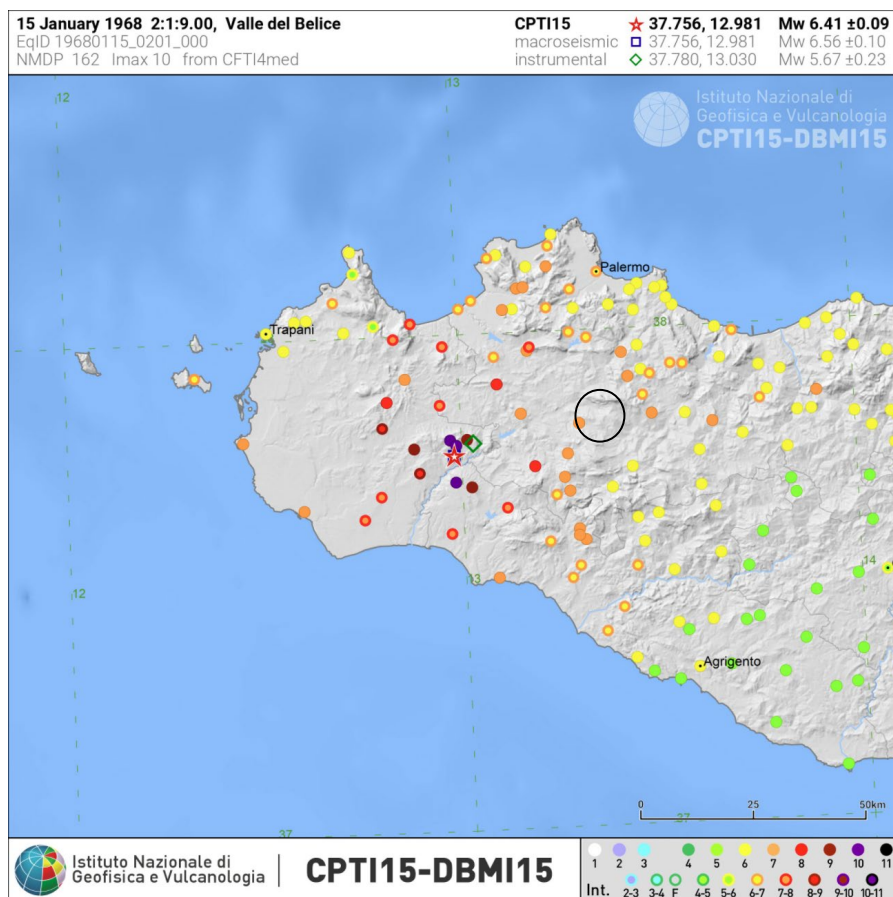 15 January 1968 2:1:9.00, Valle del Belice
EqID 19680115_0201_000
NMDP 162 Imax 10 from CFTI4med
CPTI15 37.756, 12.981 Mw 6.41 ±0.09
macroseismic 37.756, 12.981 Mw 6.56 ±0.10
instrumental 37.780, 13.030 Mw 5.67 ±0.23
12
13
Istituto Nazionale di
Geofisica e Vulcanologia
CPTI15-DBMI15
Palermo
38
Trapani
14
13
12
Agrigento
14
0 25 50km
37
37
Istituto Nazionale di
Geofisica e Vulcanologia
CPTI15-DBMI15
1 2 3 4 5 6 7 8 9 10 11
Int. 2-3 3-4 F 4-5 5-6 6-7 7-8 8-9 9-10 10-11